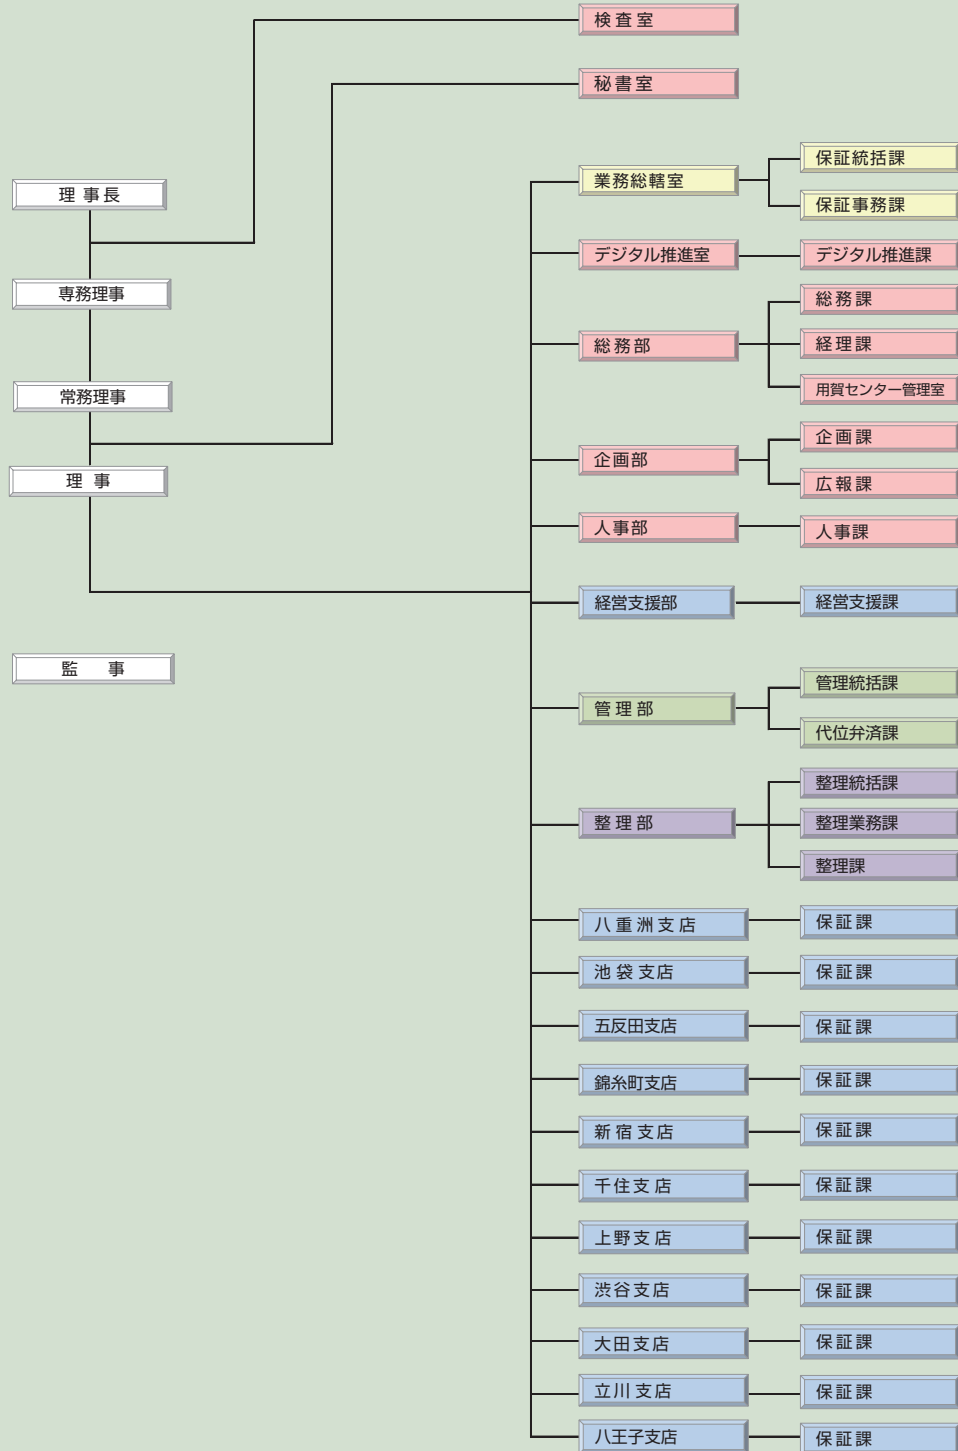 検査室
秘書室
理事長
専務理事
常務理事
理事
監事
業務総轄室
保証統括課
保証事務課
デジタル推進室
デジタル推進課
総務部
総務課
経理課
用賀センター管理室
企画部
企画課
広報課
人事部
人事課
経営支援部
経営支援課
管理部
管理統括課
代位弁済課
整理部
整理統括課
整理業務課
整理課
八重洲支店
保証課
池袋支店
保証課
五反田支店
保証課
錦糸町支店
保証課
新宿支店
保証課
千住支店
保証課
上野支店
保証課
渋谷支店
保証課
大田支店
保証課
立川支店
保証課
八王子支店
保証課